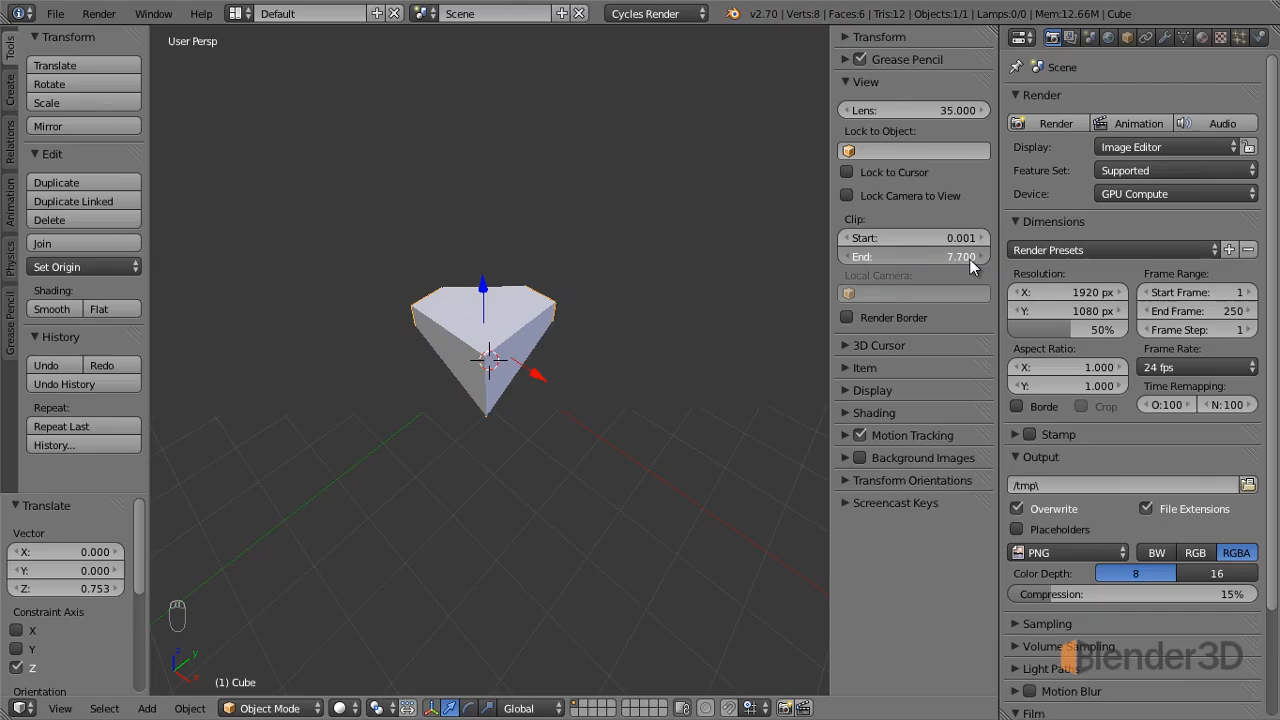 File Render Window Help Default Scene Cycles Render v2.70 | Verts:8 | Faces:6 | Tris:12 | Objects:1/1 | Lamps:0/0 | Mem:12.66M | Cube
Tools
Create
Relations
Animation
Physics
Grease Pencil
Transform
Translate
Rotate
Scale
Mirror
Edit
Duplicate
Duplicate Linked
Delete
Join
Set Origin
Shading:
Smooth Flat
History
Undo Redo
Undo History
Repeat:
Repeat Last
History...
Translate
Vector
X: 0.000
Y: 0.000
Z: 0.753
Constraint Axis
X
Y
Z
Orientation
User Persp
z
y
x
(1) Cube
View Select Add Object Object Mode Global
Transform
Grease Pencil
View
Lens: 35.000
Lock to Object:
Lock to Cursor
Lock Camera to View
Clip:
Start: 0.001
End: 7.700
Local Camera:
Render Border
3D Cursor
Item
Display
Shading
Motion Tracking
Background Images
Transform Orientations
Screencast Keys
Scene
Render
Render Animation Audio
Display: Image Editor
Feature Set: Supported
Device: GPU Compute
Dimensions
Render Presets
Resolution: Frame Range:
X: 1920 px Start Frame: 1
Y: 1080 px End Frame: 250
50% Frame Step: 1
Aspect Ratio: Frame Rate:
X: 1.000 24 fps
Y: 1.000 Time Remapping:
Borde Crop O:100 N:100
Stamp
Output
/tmp\
Overwrite File Extensions
Placeholders
PNG BW RGB RGBA
Color Depth: 8 16
Compression: 15%
Sampling
Volume Sampling
Light Paths
Motion Blur
Film
Blender3D